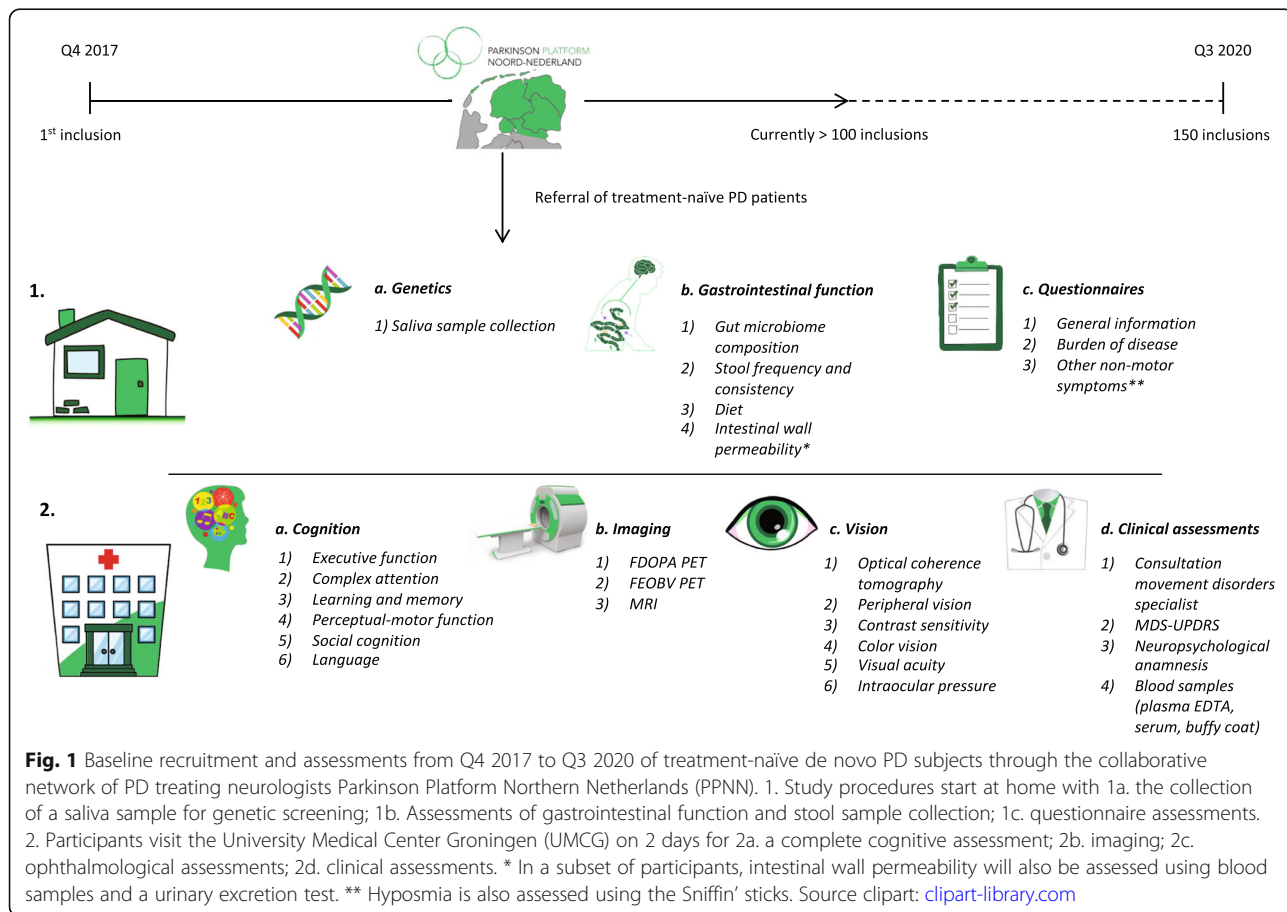 Q4 2017
PARKINSON PLATFORM
NOORD-NEDERLAND
Q3 2020
1st inclusion
Currently > 100 inclusions
150 inclusions
Referral of treatment-naïve PD patients
1.
a. Genetics
1) Saliva sample collection
b. Gastrointestinal function
1) Gut microbiome
composition
2) Stool frequency and
consistency
3) Diet
4) Intestinal wall
permeability*
c. Questionnaires
1) General information
2) Burden of disease
3) Other non-motor
symptoms**
2.
123
ABC
a. Cognition
1) Executive function
2) Complex attention
3) Learning and memory
4) Perceptual-motor function
5) Social cognition
6) Language
b. Imaging
1) FDOPA PET
2) FEOBV PET
3) MRI
c. Vision
1) Optical coherence
tomography
2) Peripheral vision
3) Contrast sensitivity
4) Color vision
5) Visual acuity
6) Intraocular pressure
d. Clinical assessments
1) Consultation
movement disorders
specialist
2) MDS-UPDRS
3) Neuropsychological
anamnesis
4) Blood samples
(plasma EDTA,
serum, buffy coat)
Fig. 1 Baseline recruitment and assessments from Q4 2017 to Q3 2020 of treatment-naïve de novo PD subjects through the collaborative
network of PD treating neurologists Parkinson Platform Northern Netherlands (PPNN). 1. Study procedures start at home with 1a. the collection
of a saliva sample for genetic screening; 1b. Assessments of gastrointestinal function and stool sample collection; 1c. questionnaire assessments.
2. Participants visit the University Medical Center Groningen (UMCG) on 2 days for 2a. a complete cognitive assessment; 2b. imaging; 2c.
ophthalmological assessments; 2d. clinical assessments. * In a subset of participants, intestinal wall permeability will also be assessed using blood
samples and a urinary excretion test. ** Hyposmia is also assessed using the Sniffin’ sticks. Source clipart: clipart-library.com